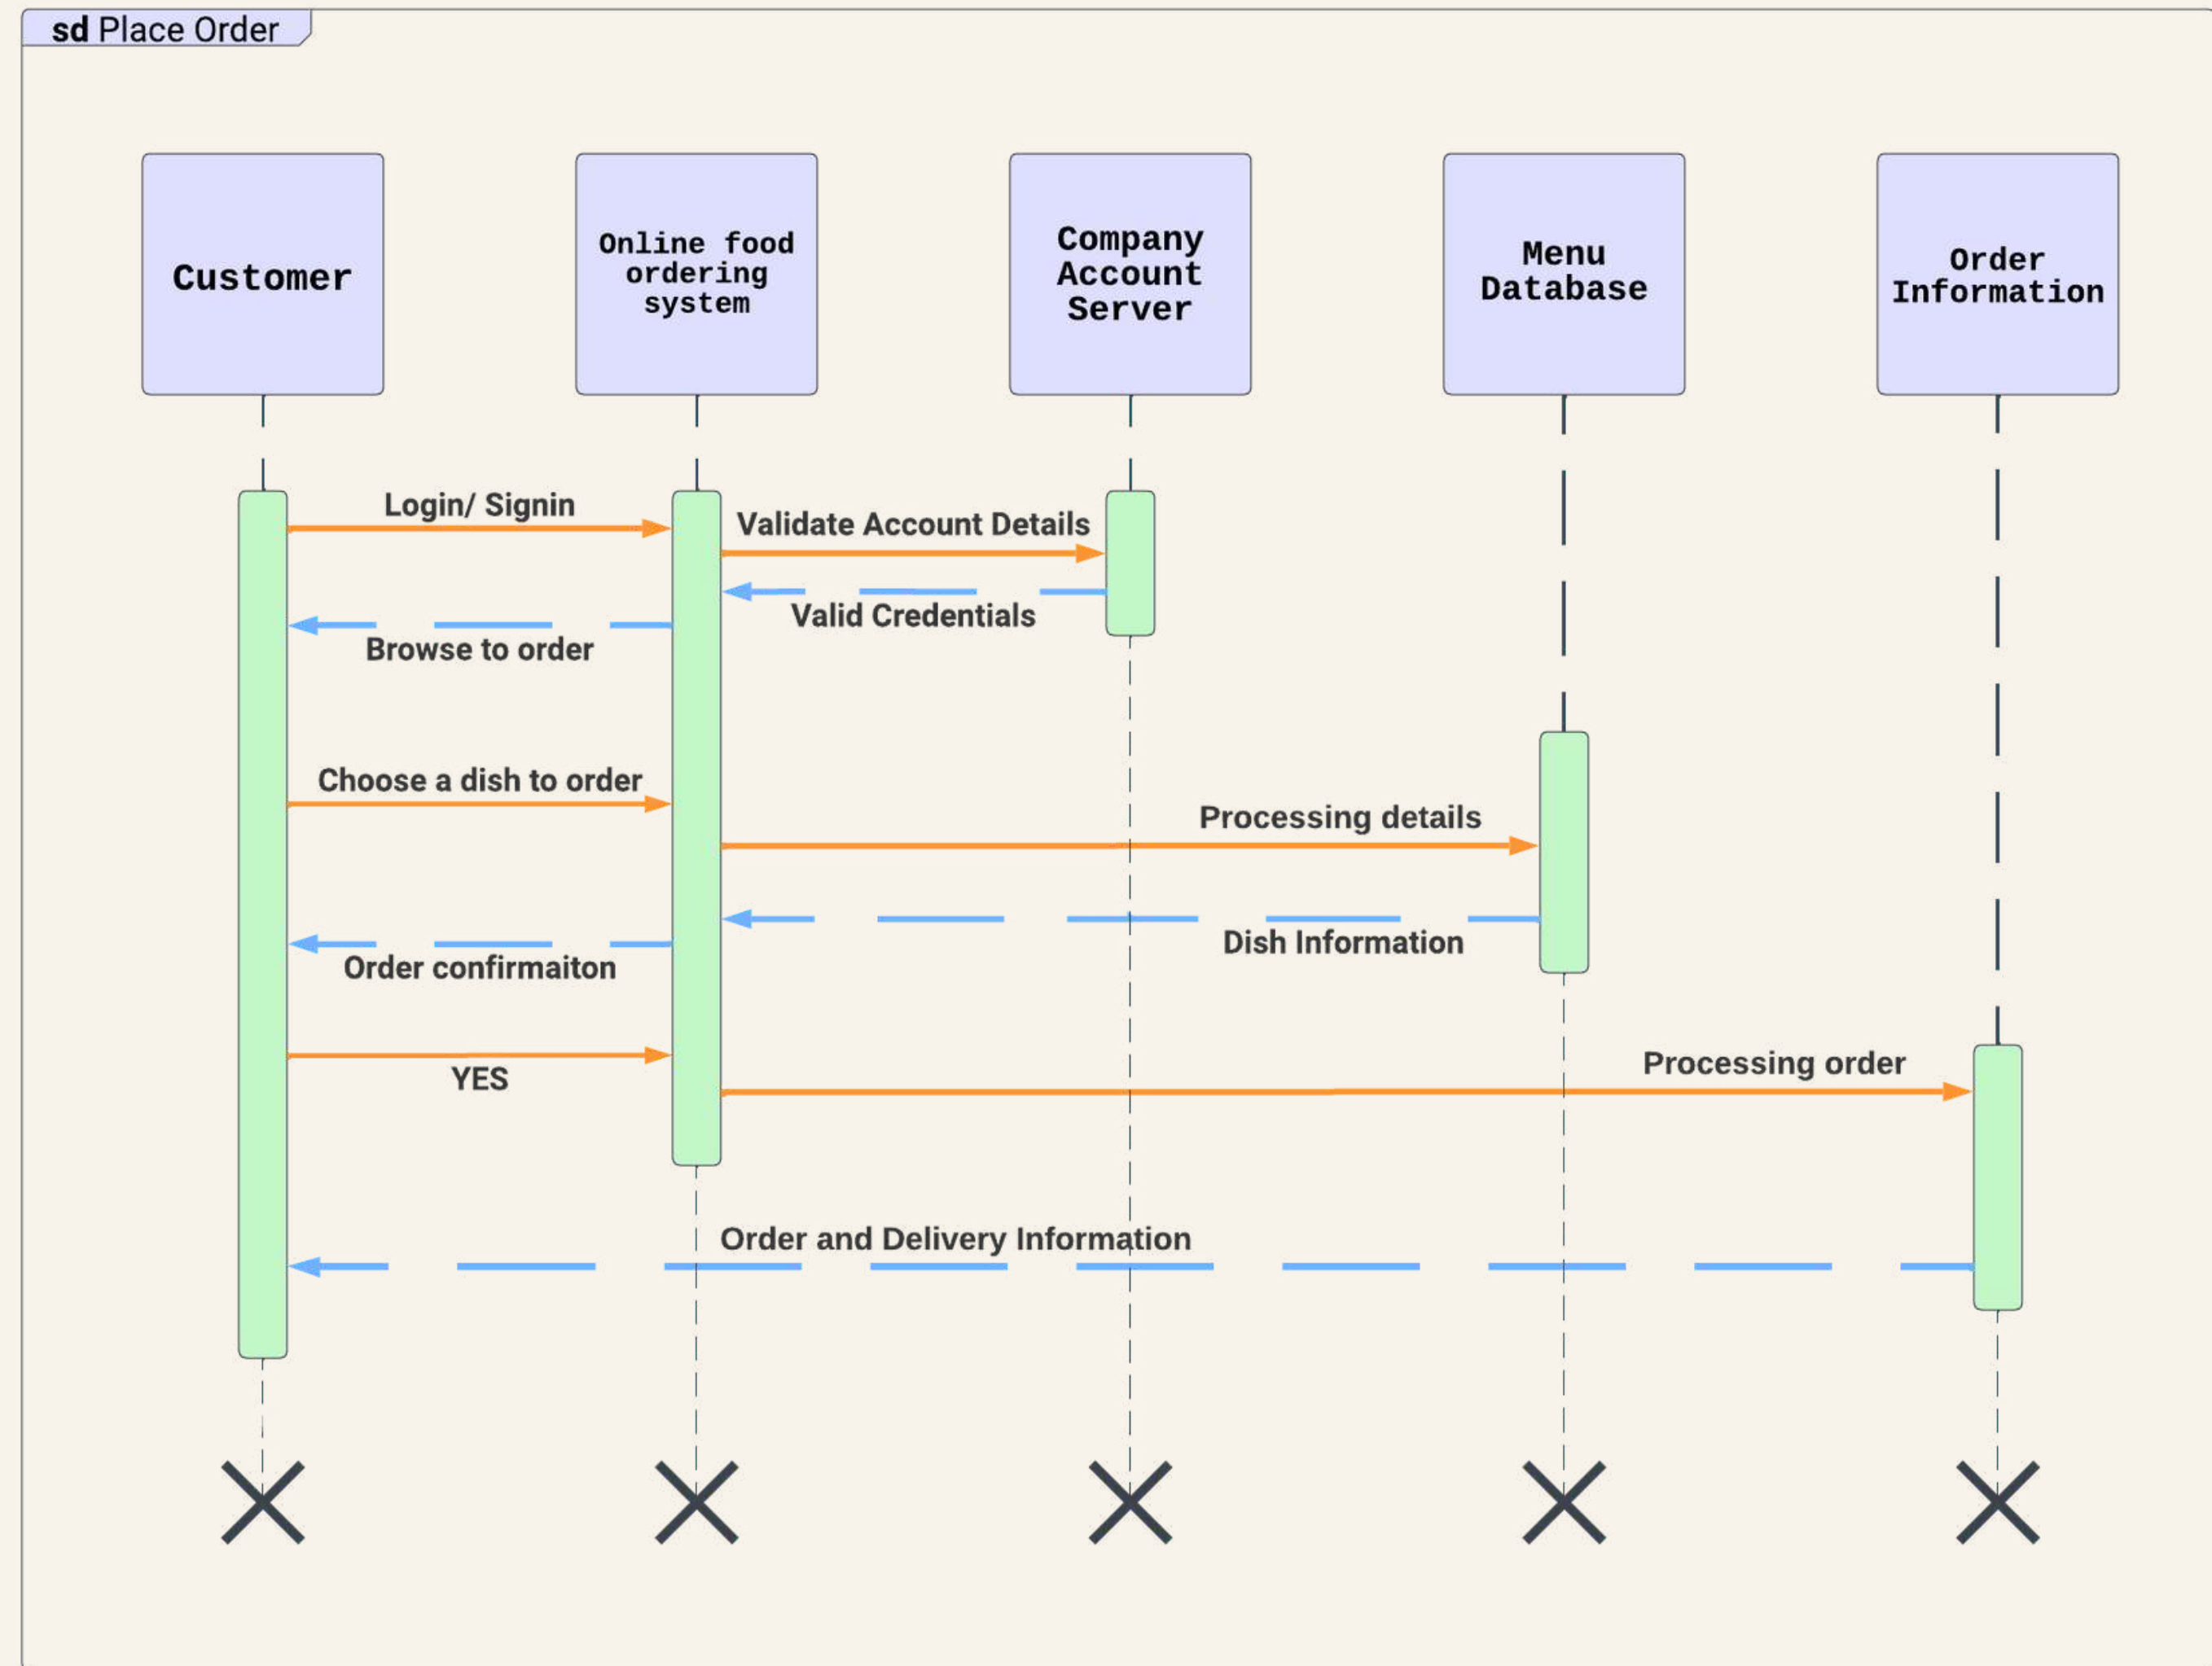 sd Place Order
Customer
Online food
ordering
system
Company
Account
Server
Menu
Database
Order
Information
Login/ Signin
Validate Account Details
Valid Credentials
Browse to order
Choose a dish to order
Processing details
Dish Information
Order confirmaiton
YES
Processing order
Order and Delivery Information